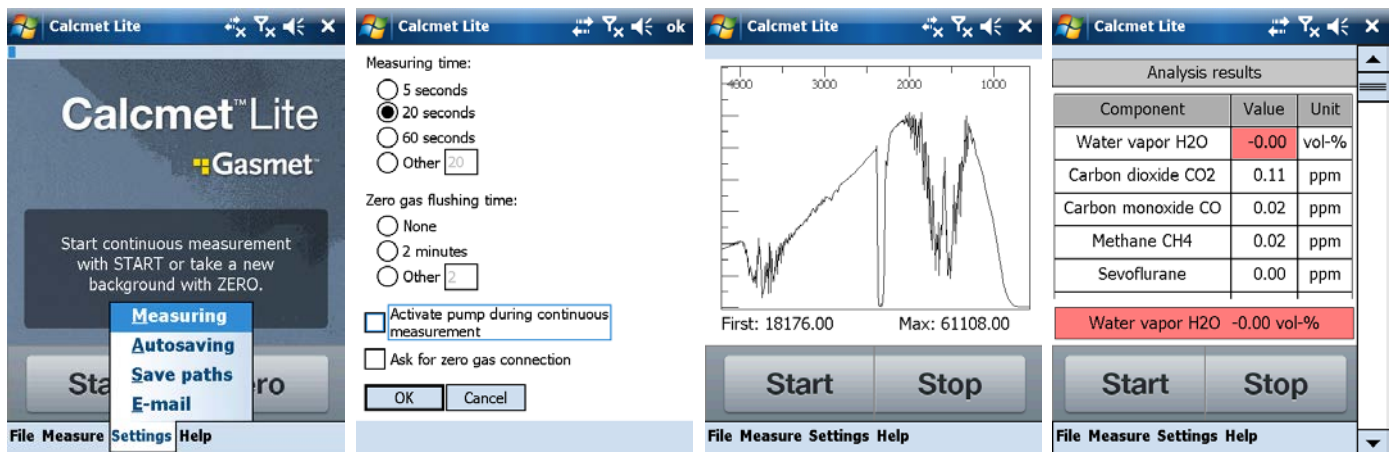 Calcmet Lite
Calcmet™ Lite
Gasmet™
Start continuous measurement
with START or take a new
background with ZERO.
Measuring
Autosaving
Save paths
E-mail
Sta
ro
File Measure Settings Help
Calcmet Lite ok
Measuring time:
5 seconds
20 seconds
60 seconds
Other 20
Zero gas flushing time:
None
2 minutes
Other 2
Activate pump during continuous
measurement
Ask for zero gas connection
OK Cancel
Calcmet Lite
4000 3000 2000 1000
First: 18176.00 Max: 61108.00
Start Stop
File Measure Settings Help
Calcmet Lite
Analysis results
Component Value Unit
Water vapor H2O -0.00 vol-%
Carbon dioxide CO2 0.11 ppm
Carbon monoxide CO 0.02 ppm
Methane CH4 0.02 ppm
Sevoflurane 0.00 ppm
Water vapor H2O -0.00 vol-%
Start Stop
File Measure Settings Help